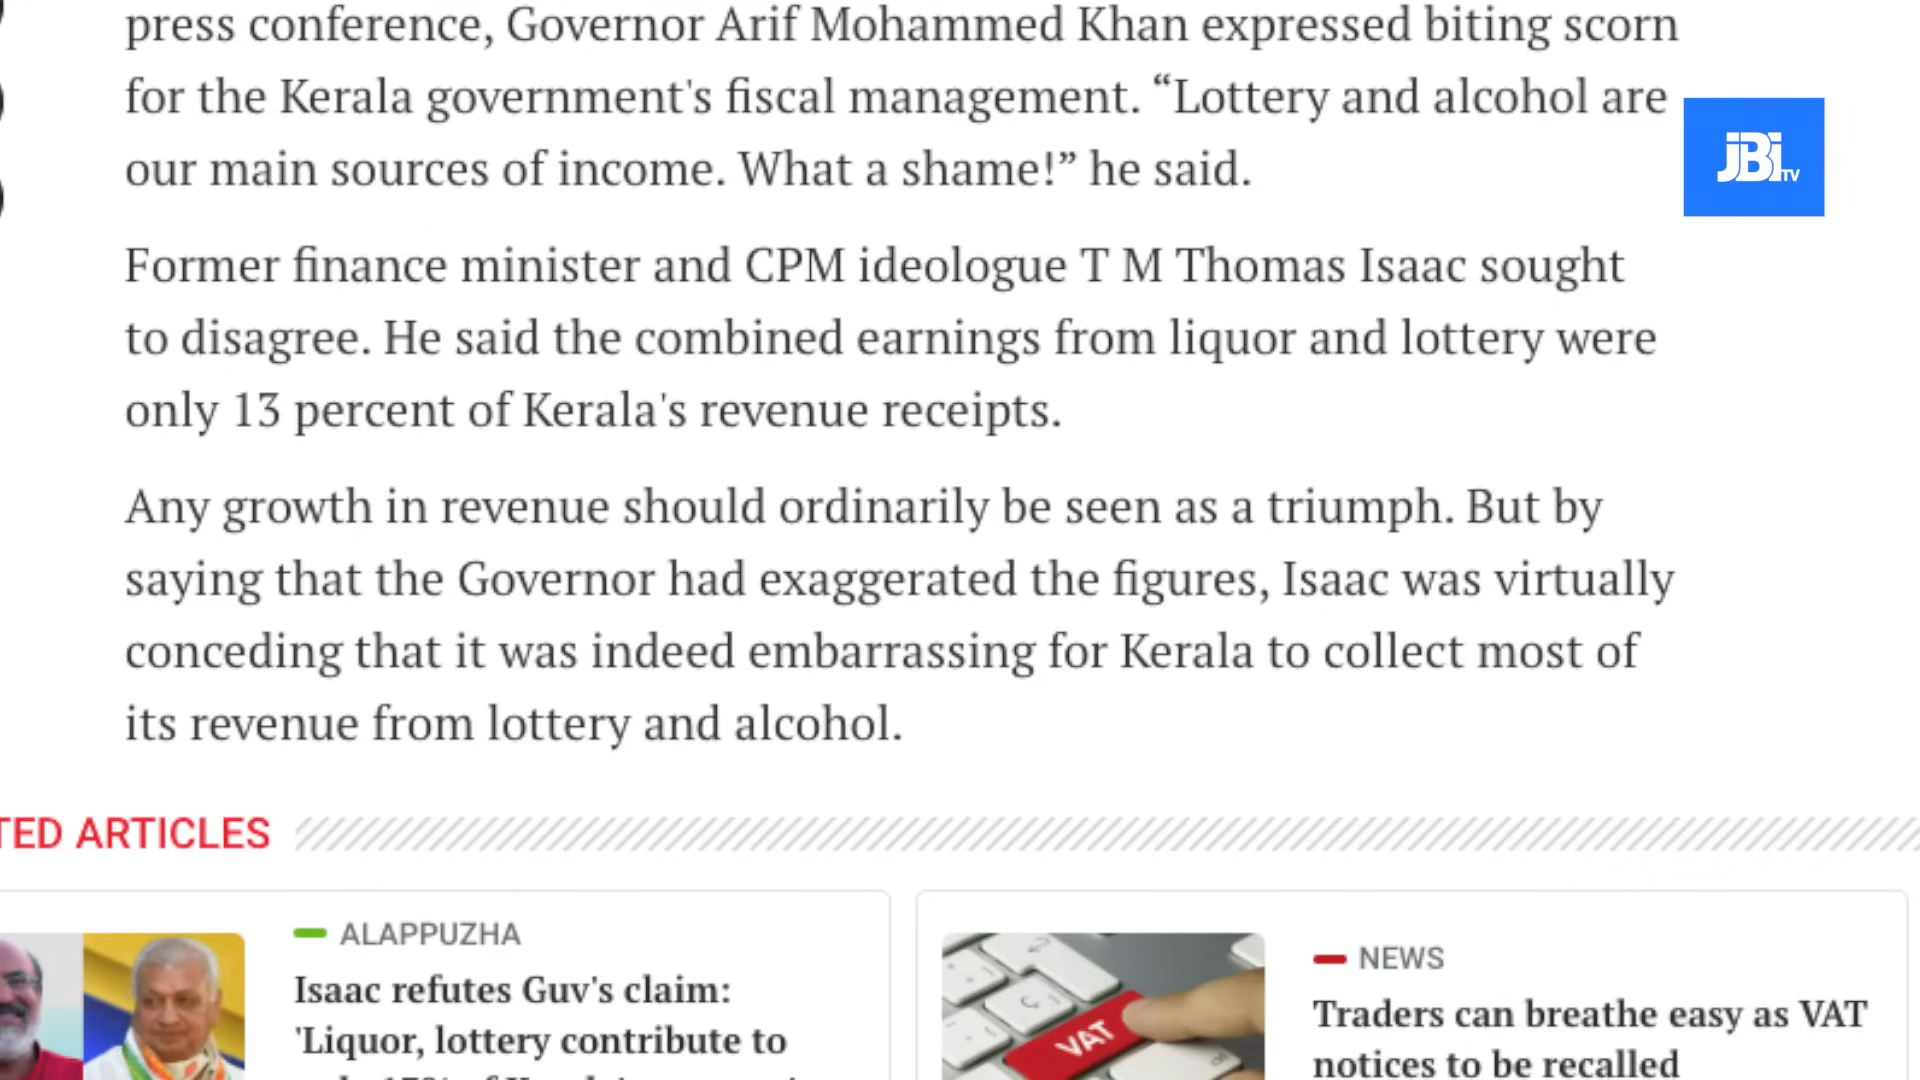 press conference, Governor Arif Mohammed Khan expressed biting scorn
for the Kerala government's fiscal management. “Lottery and alcohol are
our main sources of income. What a shame!” he said.
JBi TV
Former finance minister and CPM ideologue T M Thomas Isaac sought
to disagree. He said the combined earnings from liquor and lottery were
only 13 percent of Kerala's revenue receipts.
Any growth in revenue should ordinarily be seen as a triumph. But by
saying that the Governor had exaggerated the figures, Isaac was virtually
conceding that it was indeed embarrassing for Kerala to collect most of
its revenue from lottery and alcohol.
TED ARTICLES
ALAPPUZHA
Isaac refutes Guv's claim:
'Liquor, lottery contribute to
VAT
NEWS
Traders can breathe easy as VAT
notices to be recalled